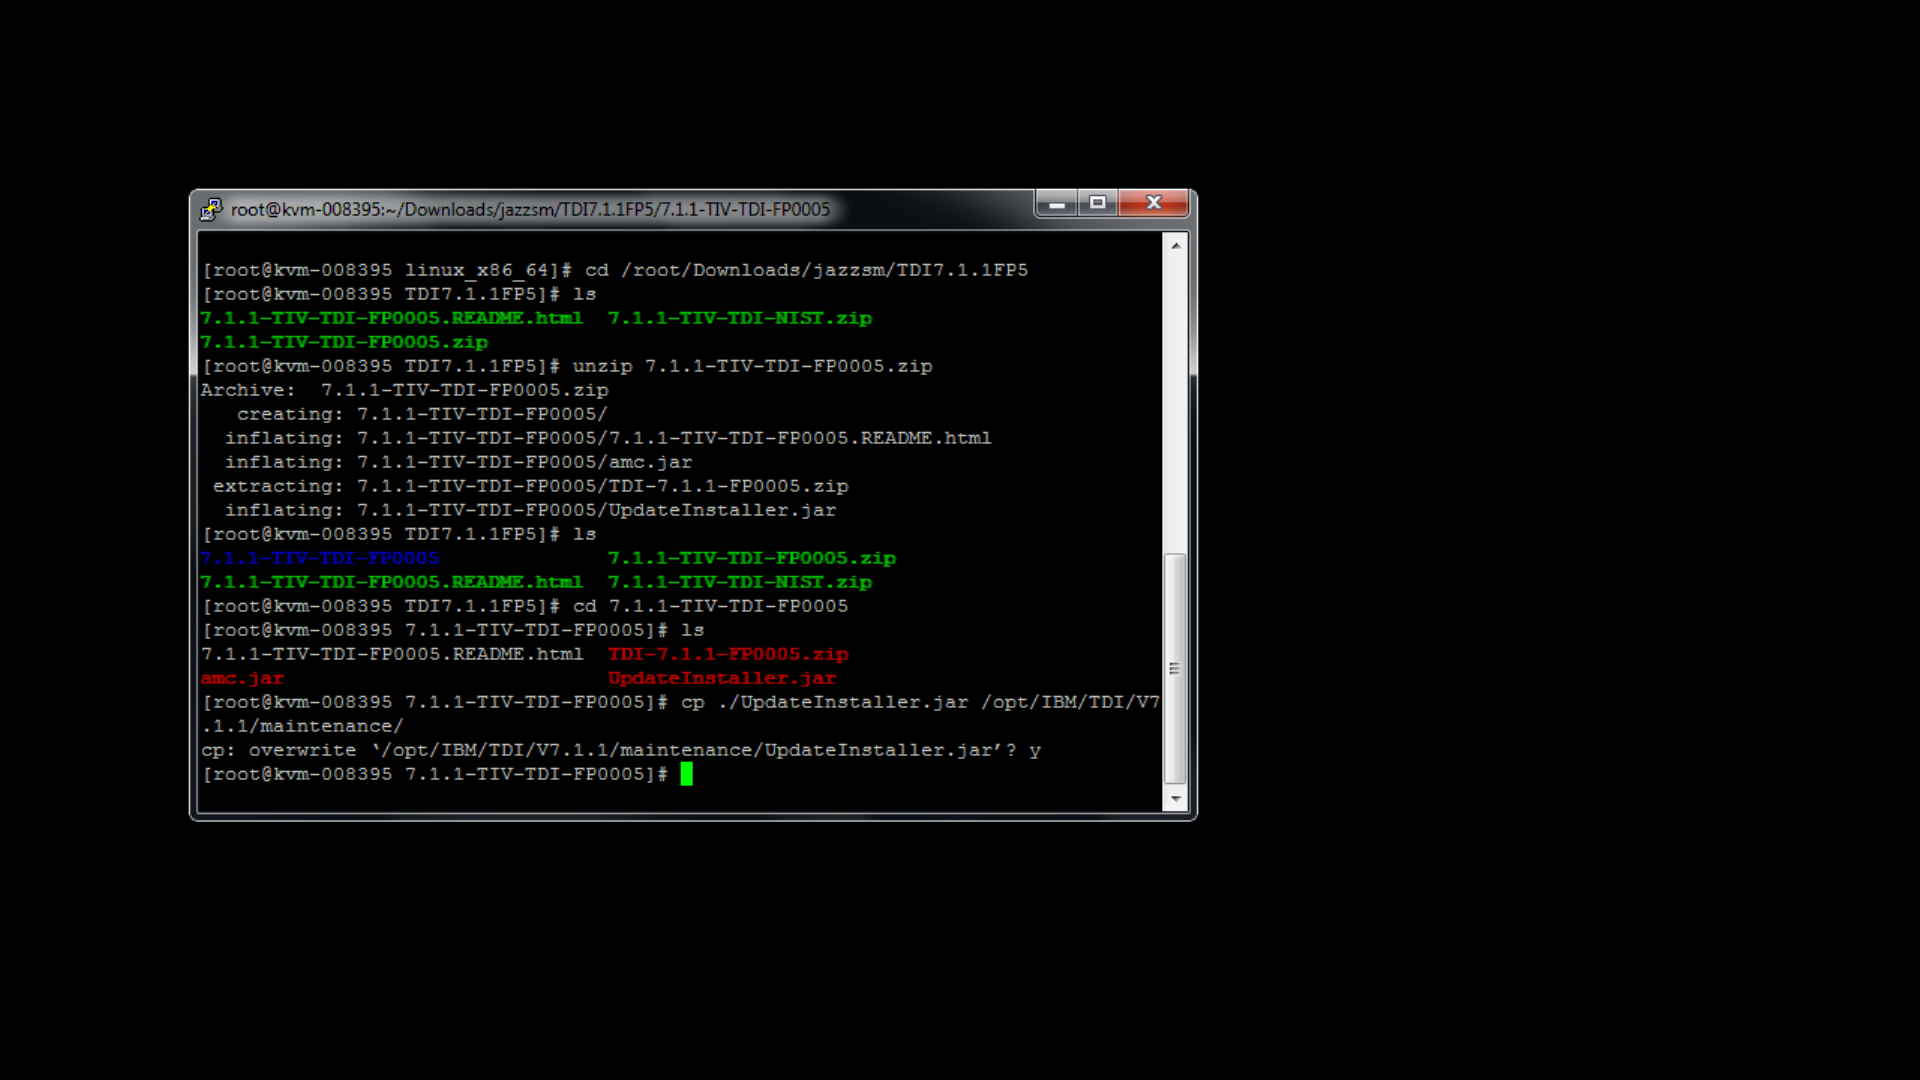 root@kvm-008395:~/Downloads/jazzsm/TDI7.1.1FP5/7.1.1-TIV-TDI-FP0005
[root@kvm-008395 linux_x86_64]# cd /root/Downloads/jazzsm/TDI7.1.1FP5
[root@kvm-008395 TDI7.1.1FP5]# ls
7.1.1-TIV-TDI-FP0005.README.html  7.1.1-TIV-TDI-NIST.zip
7.1.1-TIV-TDI-FP0005.zip
[root@kvm-008395 TDI7.1.1FP5]# unzip 7.1.1-TIV-TDI-FP0005.zip
Archive:  7.1.1-TIV-TDI-FP0005.zip
   creating: 7.1.1-TIV-TDI-FP0005/
  inflating: 7.1.1-TIV-TDI-FP0005/7.1.1-TIV-TDI-FP0005.README.html
  inflating: 7.1.1-TIV-TDI-FP0005/amc.jar
 extracting: 7.1.1-TIV-TDI-FP0005/TDI-7.1.1-FP0005.zip
  inflating: 7.1.1-TIV-TDI-FP0005/UpdateInstaller.jar
[root@kvm-008395 TDI7.1.1FP5]# ls
7.1.1-TIV-TDI-FP0005              7.1.1-TIV-TDI-FP0005.zip
7.1.1-TIV-TDI-FP0005.README.html  7.1.1-TIV-TDI-NIST.zip
[root@kvm-008395 TDI7.1.1FP5]# cd 7.1.1-TIV-TDI-FP0005
[root@kvm-008395 7.1.1-TIV-TDI-FP0005]# ls
7.1.1-TIV-TDI-FP0005.README.html  TDI-7.1.1-FP0005.zip
amc.jar                           UpdateInstaller.jar
[root@kvm-008395 7.1.1-TIV-TDI-FP0005]# cp ./UpdateInstaller.jar /opt/IBM/TDI/V7
.1.1/maintenance/
cp: overwrite ‘/opt/IBM/TDI/V7.1.1/maintenance/UpdateInstaller.jar’? y
[root@kvm-008395 7.1.1-TIV-TDI-FP0005]#